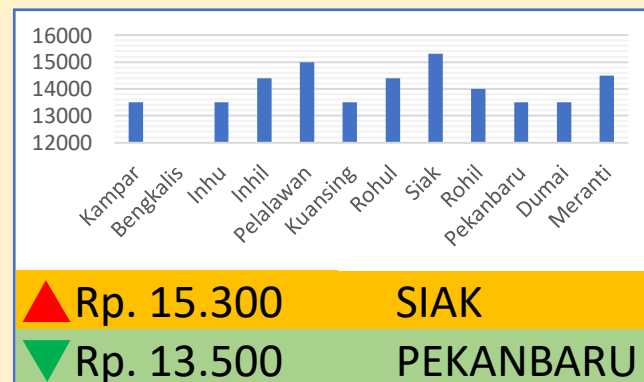 16000
15000
14000
13000
12000
Kampar
Bengkalis
Inhu
Inhil
Pelalawan
Kuansing
Rohul
Siak
Rohil
Pekanbaru
Dumai
Meranti
Rp. 15.300 SIAK
Rp. 13.500 PEKANBARU